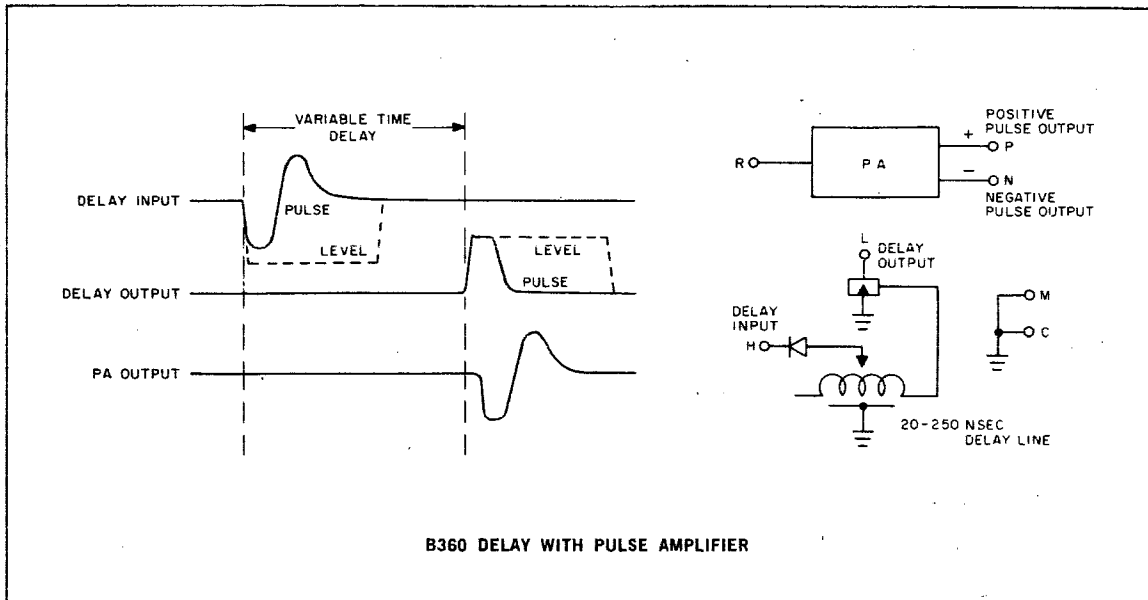 VARIABLE TIME
DELAY
DELAY INPUT
PULSE
LEVEL
DELAY OUTPUT
LEVEL
PULSE
PA OUTPUT
POSITIVE
PULSE OUTPUT
R
P A
+
P
−
N
NEGATIVE
PULSE OUTPUT
L
DELAY
OUTPUT
DELAY
INPUT
H
M
C
20-250 NSEC
DELAY LINE
B360 DELAY WITH PULSE AMPLIFIER